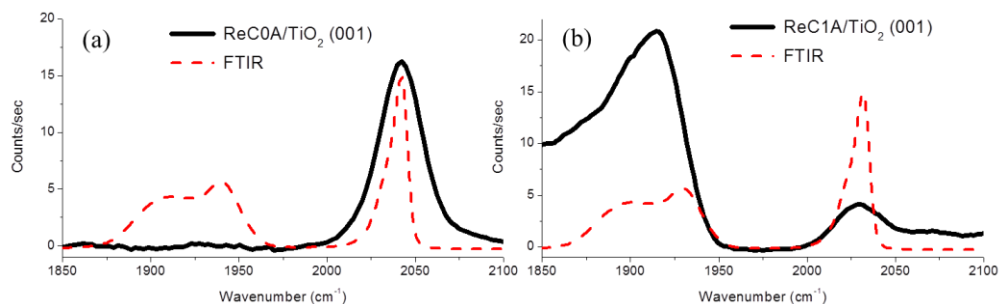 (a)
ReC0A/TiO₂ (001)
FTIR
20
15
10
5
0
Counts/sec
1850 1900 1950 2000 2050 2100
Wavenumber (cm⁻¹)
(b)
ReC1A/TiO₂ (001)
FTIR
20
15
10
5
0
Counts/sec
1850 1900 1950 2000 2050 2100
Wavenumber (cm⁻¹)